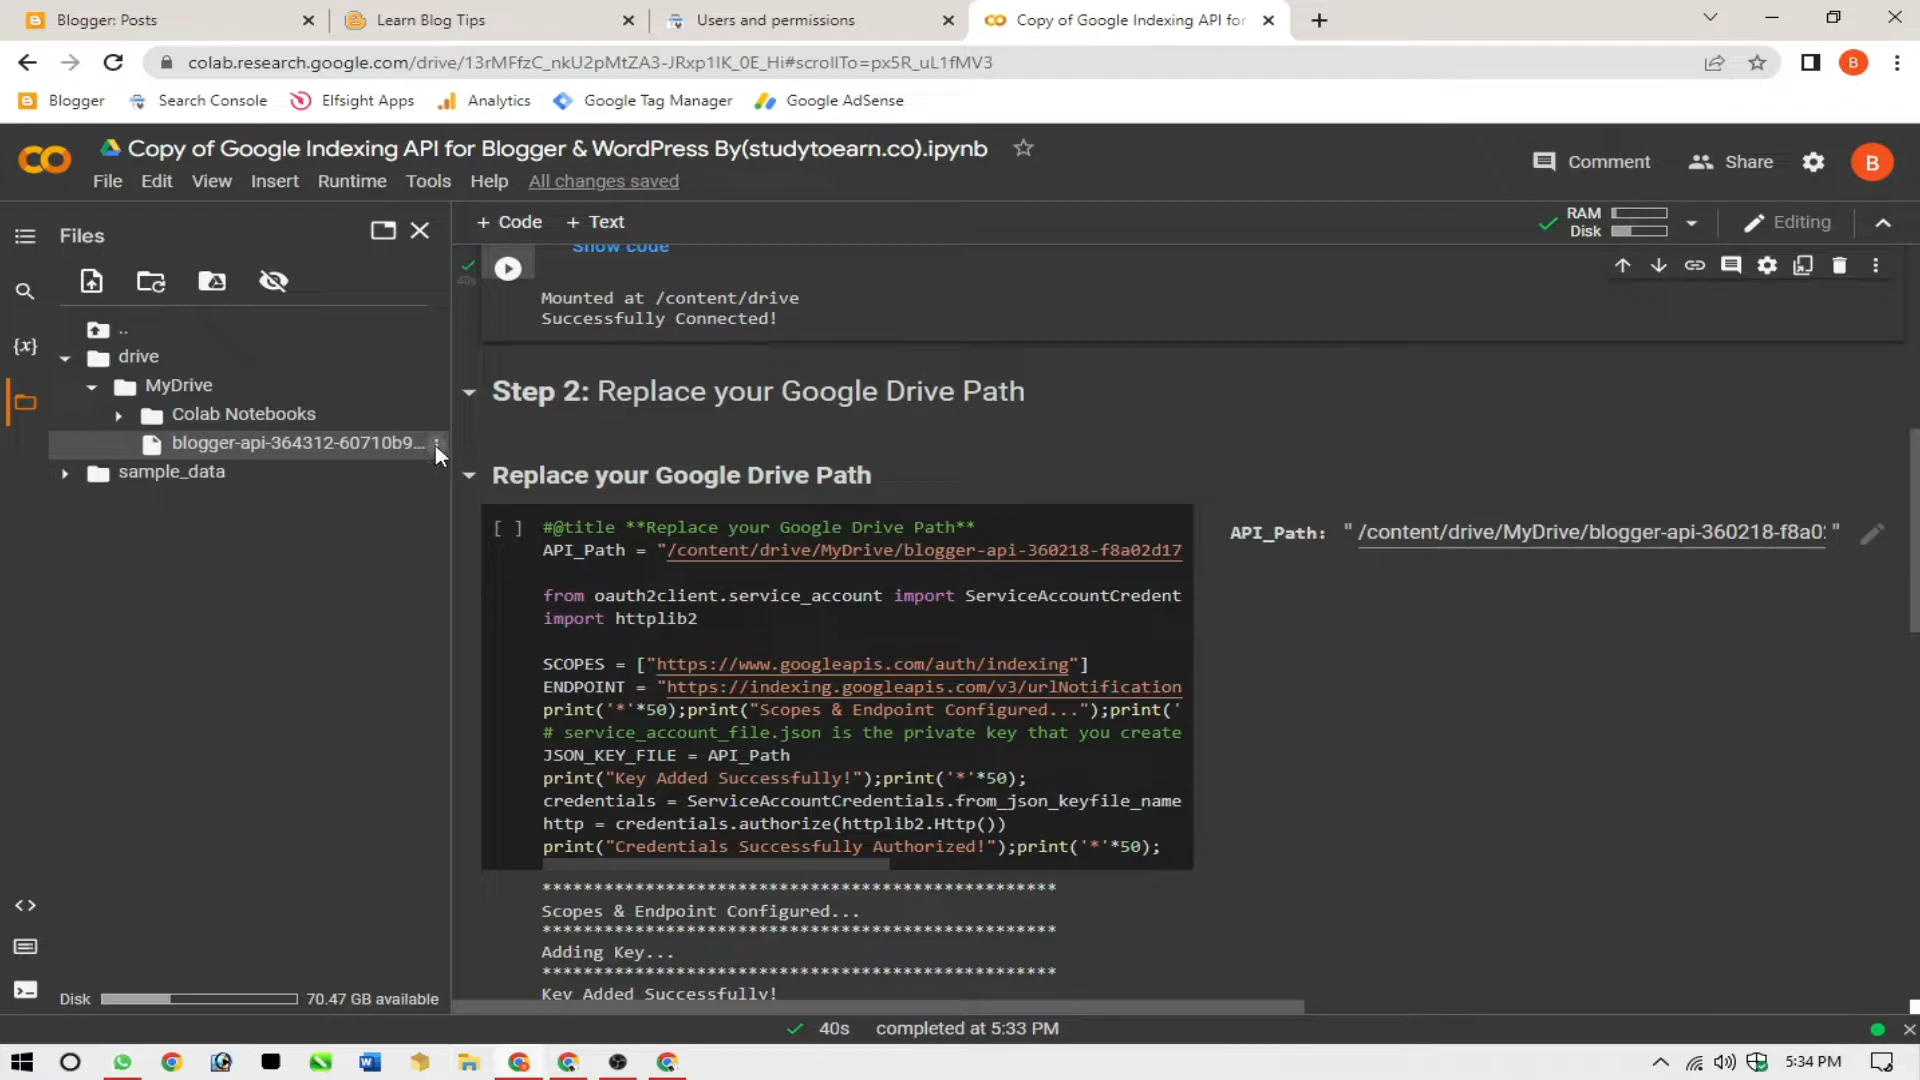 Blogger: Posts
Learn Blog Tips
Users and permissions
Copy of Google Indexing API for
colab.research.google.com/drive/13rMFfzC_nkU2pMtZA3-JRxp1IK_0E_Hi#scrollTo=px5R_uL1fMV3
B
Blogger
Search Console
Elfsight Apps
Analytics
Google Tag Manager
Google AdSense
Copy of Google Indexing API for Blogger & WordPress By(studytoearn.co).ipynb
Comment
Share
B
File Edit View Insert Runtime Tools Help All changes saved
Files
+ Code + Text
RAM
Disk
Editing
Show code
40s
Mounted at /content/drive
Successfully Connected!
{x}
..
drive
MyDrive
Colab Notebooks
blogger-api-364312-60710b9...
sample_data
Step 2: Replace your Google Drive Path
Replace your Google Drive Path
[ ] #@title **Replace your Google Drive Path**
API_Path = "/content/drive/MyDrive/blogger-api-360218-f8a02d17
from oauth2client.service_account import ServiceAccountCredent
import httplib2
SCOPES = ["https://www.googleapis.com/auth/indexing"]
ENDPOINT = "https://indexing.googleapis.com/v3/urlNotification
print('*'*50);print("Scopes & Endpoint Configured...");print('
# service_account_file.json is the private key that you create
JSON_KEY_FILE = API_Path
print("Key Added Successfully!");print('*'*50);
credentials = ServiceAccountCredentials.from_json_keyfile_name
http = credentials.authorize(httplib2.Http())
print("Credentials Successfully Authorized!");print('*'*50);
API_Path: "/content/drive/MyDrive/blogger-api-360218-f8a0: "
**************************************************
Scopes & Endpoint Configured...
**************************************************
Adding Key...
**************************************************
Key Added Successfully!
Disk 70.47 GB available
40s completed at 5:33 PM
5:34 PM